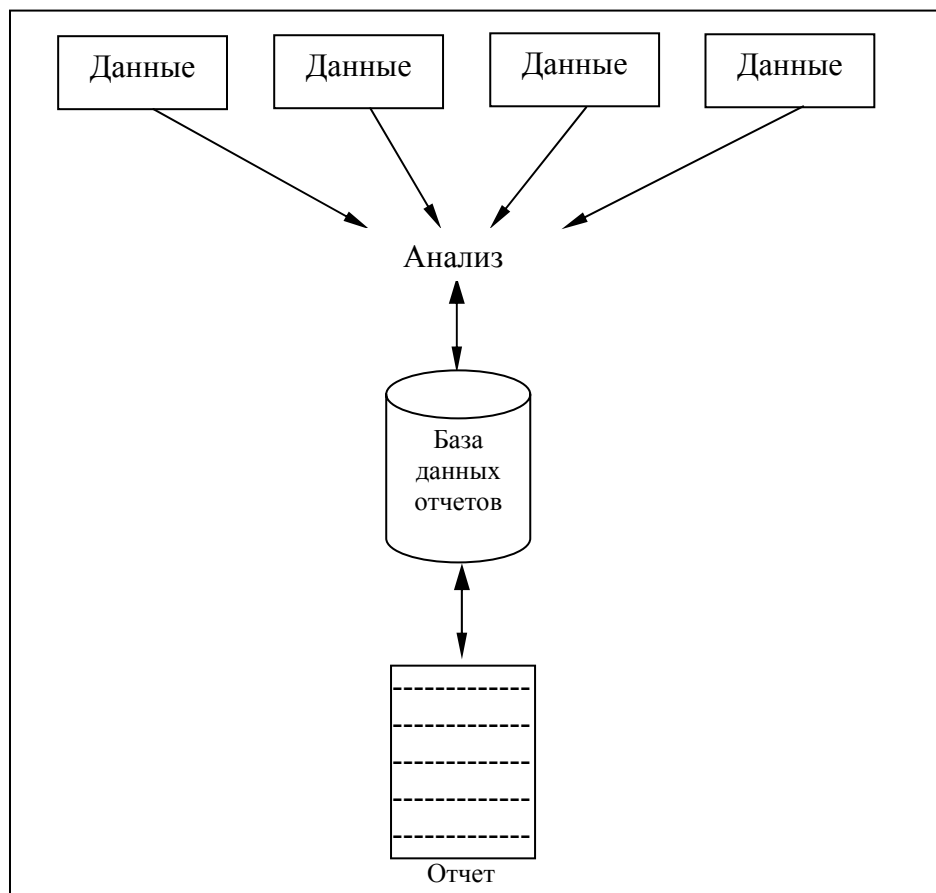 Данные
Данные
Данные
Данные
Анализ
База
данных
отчетов
Отчет